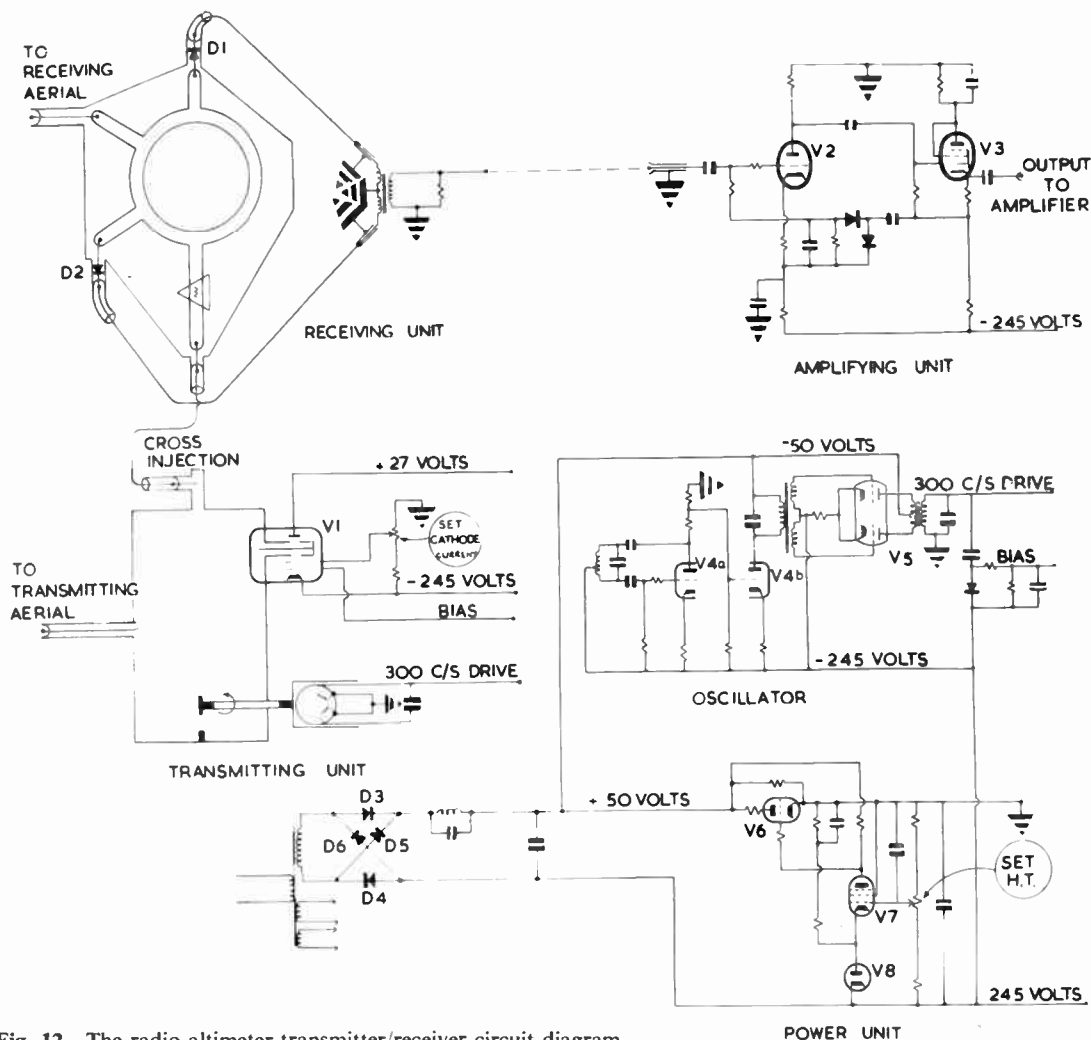 TO
RECEIVING
AERIAL
D1
D2
RECEIVING UNIT
V2
V3
OUTPUT
TO
AMPLIFIER
- 245 VOLTS
AMPLIFYING UNIT
CROSS
INJECTION
+ 27 VOLTS
V1
SET
CATHODE
CURRENT
- 245 VOLTS
BIAS
TO
TRANSMITTING
AERIAL
300 C/S DRIVE
TRANSMITTING UNIT
-50 VOLTS
300 C/S DRIVE
V4a
V4b
V5
BIAS
- 245 VOLTS
OSCILLATOR
D3
D6
D5
D4
+ 50 VOLTS
V6
SET
H.T.
V7
V8
245 VOLTS
POWER UNIT
Fig. 12. The radio altimeter transmitter/receiver circuit diagram